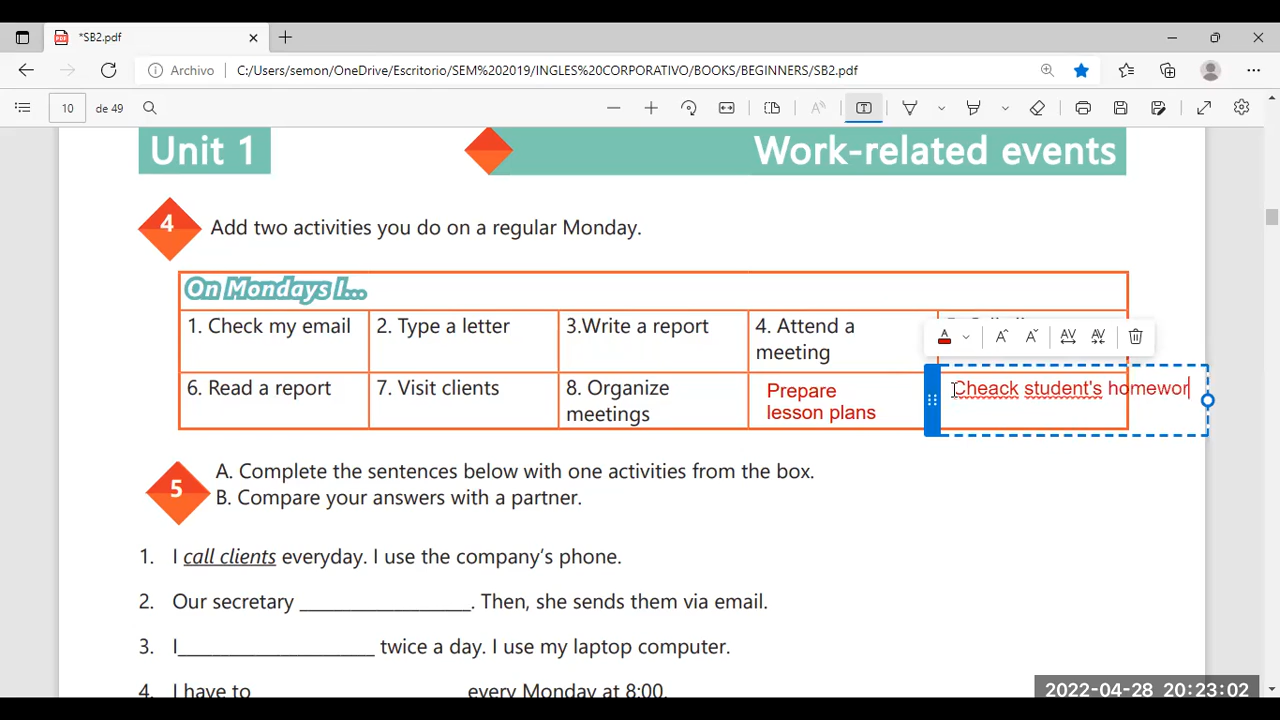 *SB2.pdf
Archivo
C:/Users/semon/OneDrive/Escritorio/SEM%202019/INGLES%20CORPORATIVO/BOOKS/BEGINNERS/SB2.pdf
10 de 49
Unit 1
Work-related events
4
Add two activities you do on a regular Monday.
On Mondays I...
1. Check my email
2. Type a letter
3.Write a report
4. Attend a
meeting
6. Read a report
7. Visit clients
8. Organize
meetings
Prepare
lesson plans
Cheack student's homewor
5
A. Complete the sentences below with one activities from the box.
B. Compare your answers with a partner.
1. I call clients everyday. I use the company's phone.
2. Our secretary ________________. Then, she sends them via email.
3. I__________________ twice a day. I use my laptop computer.
4. I have to ____________________ every Monday at 8:00.
2022-04-28 20:23:02